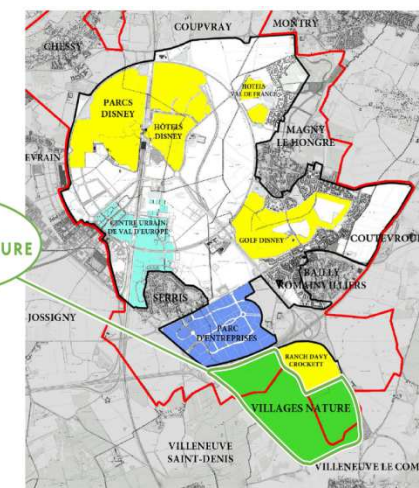 COUPVRAY
MONTRY
CHESSY
PARCS
DISNEY
HÔTELS
DISNEY
HÔTELS
VAL DE FRANCE
MAGNY
LE HONGRE
EVRAIN
CENTRE URBAIN
DE VAL D'EUROPE
GOLF DISNEY
COUTEVROU
URE
BAILLY
ROMAINVILLIERS
SERRIS
JOSSIGNY
PARC
D'ENTREPRISES
RANCH DAVY
CROCKETT
VILLAGES NATURE
VILLENEUVE
SAINT-DENIS
VILLENEUVE LE COM